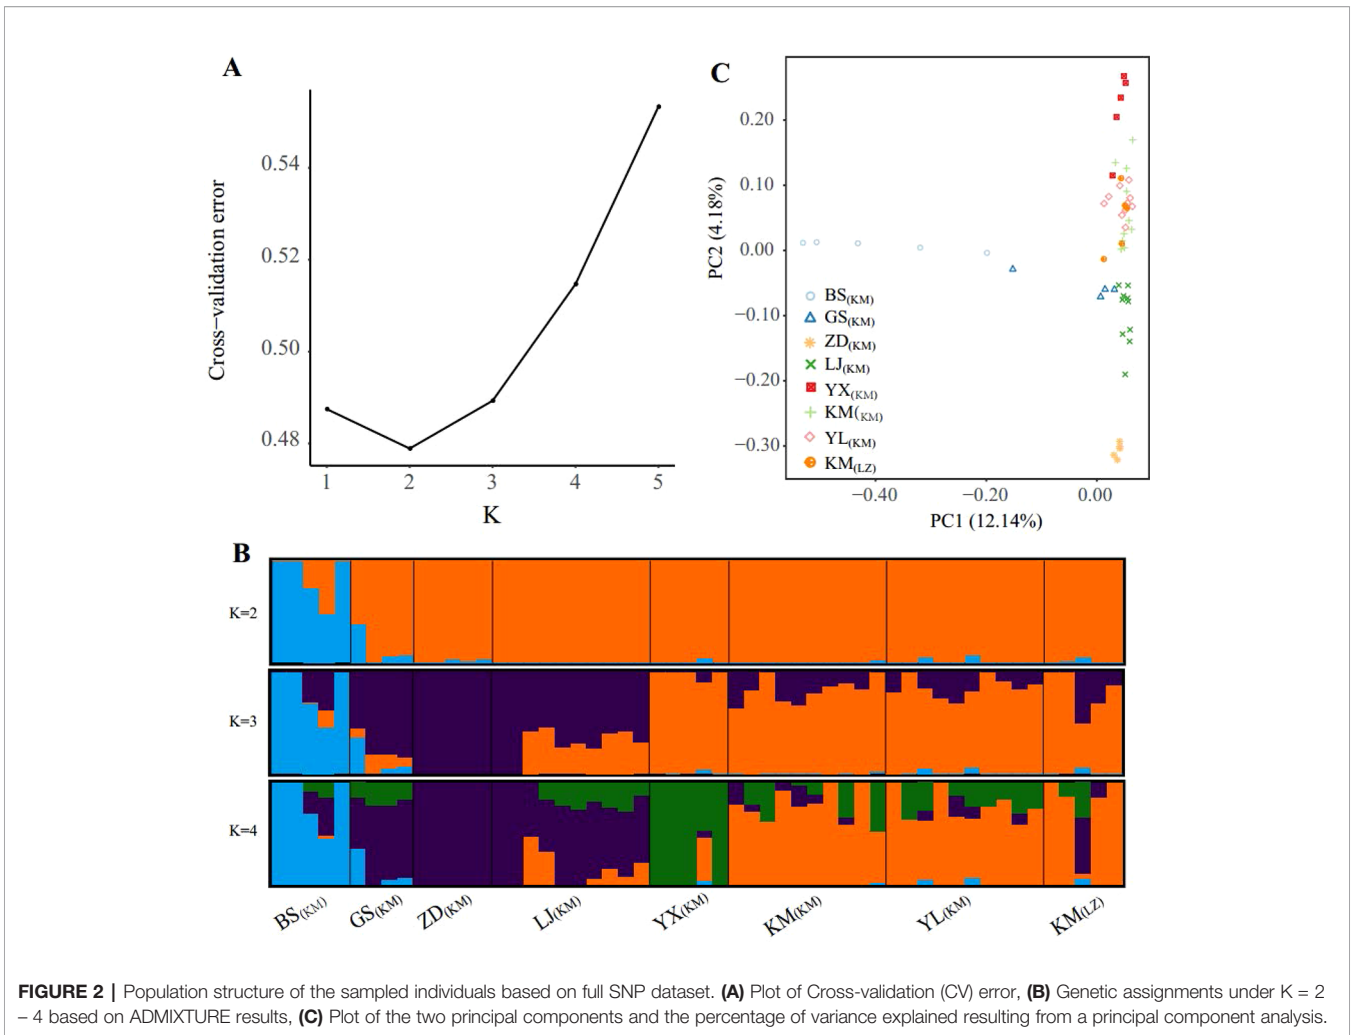 A
Cross−validation error
0.54
0.52
0.50
0.48
1 2 3 4 5
K
C
PC2 (4.18%)
0.20
0.10
0.00
−0.10
−0.20
−0.30
BS(KM)
GS(KM)
ZD(KM)
LJ(KM)
YX(KM)
KM((KM)
YL(KM)
KM(LZ)
−0.40 −0.20 0.00
PC1 (12.14%)
B
K=2
K=3
K=4
BS(KM) GS(KM) ZD(KM) LJ(KM) YX(KM) KM(KM) YL(KM) KM(LZ)
FIGURE 2 | Population structure of the sampled individuals based on full SNP dataset. (A) Plot of Cross-validation (CV) error, (B) Genetic assignments under K = 2
– 4 based on ADMIXTURE results, (C) Plot of the two principal components and the percentage of variance explained resulting from a principal component analysis.